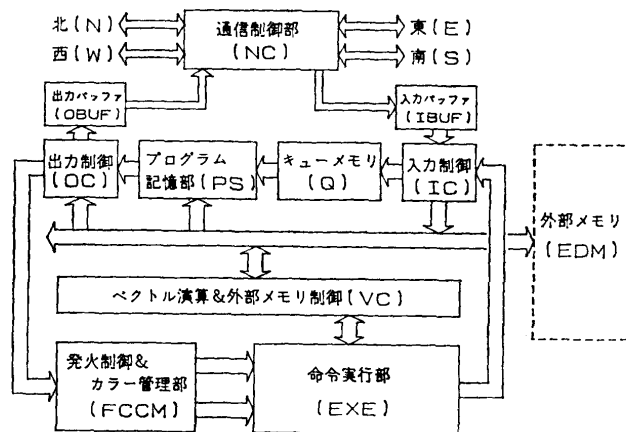 北(N)
通信制御部
(NC)
東(E)
西(W)
南(S)
出力バッファ
(OBUF)
入力バッファ
(IBUF)
出力制御
(OC)
プログラム
記憶部(PS)
キューメモリ
(Q)
入力制御
(IC)
外部メモリ
(EDM)
ベクトル演算&外部メモリ制御(VC)
発火制御&
カラー管理部
(FCCM)
命令実行部
(EXE)